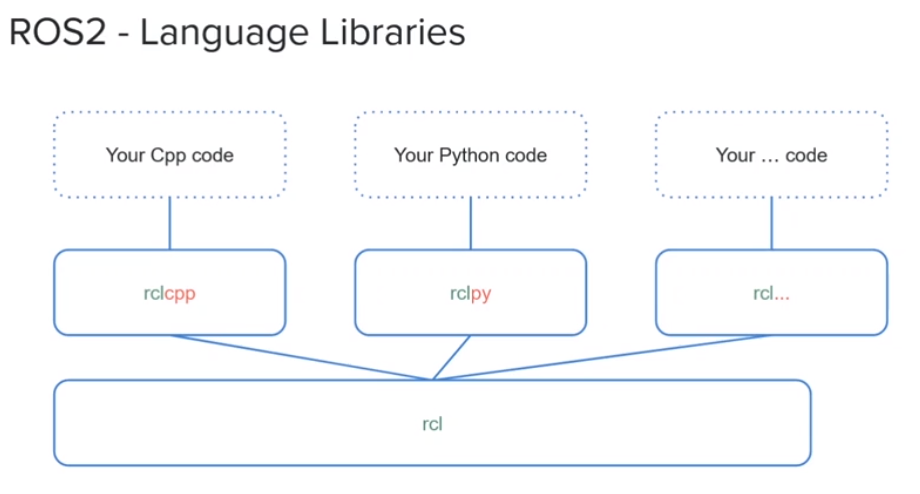 ROS2 - Language Libraries
Your Cpp code
Your Python code
Your ... code
rclcpp
rclpy
rcl...
rcl